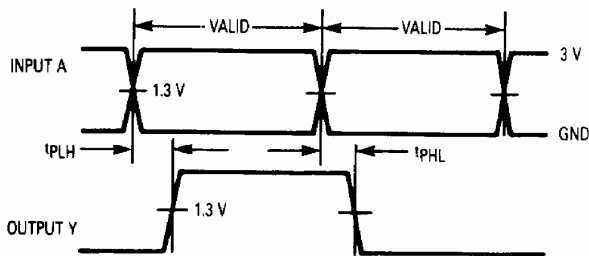 VALID VALID
INPUT A 3 V
1.3 V
GND
tPLH tPHL
1.3 V
OUTPUT Y